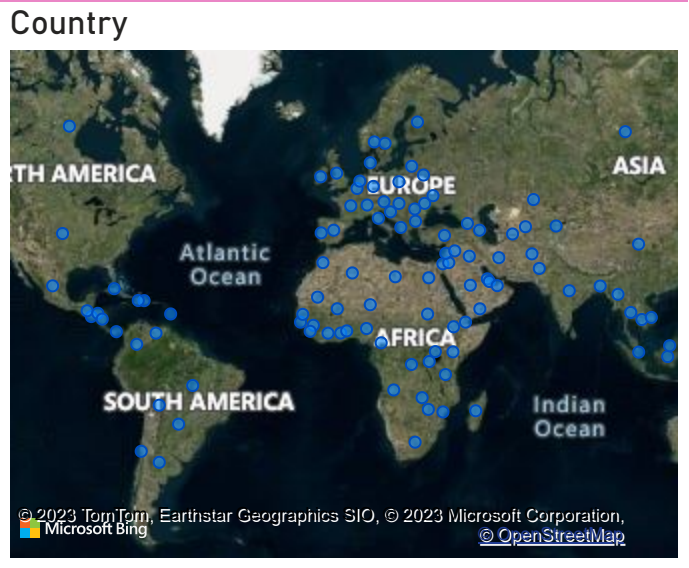 Country
RTH AMERICA
EUROPE
ASIA
Atlantic
Ocean
AFRICA
SOUTH AMERICA
Indian
Ocean
© 2023 TomTom, Earthstar Geographics SIO, © 2023 Microsoft Corporation,
Microsoft Bing
© OpenStreetMap